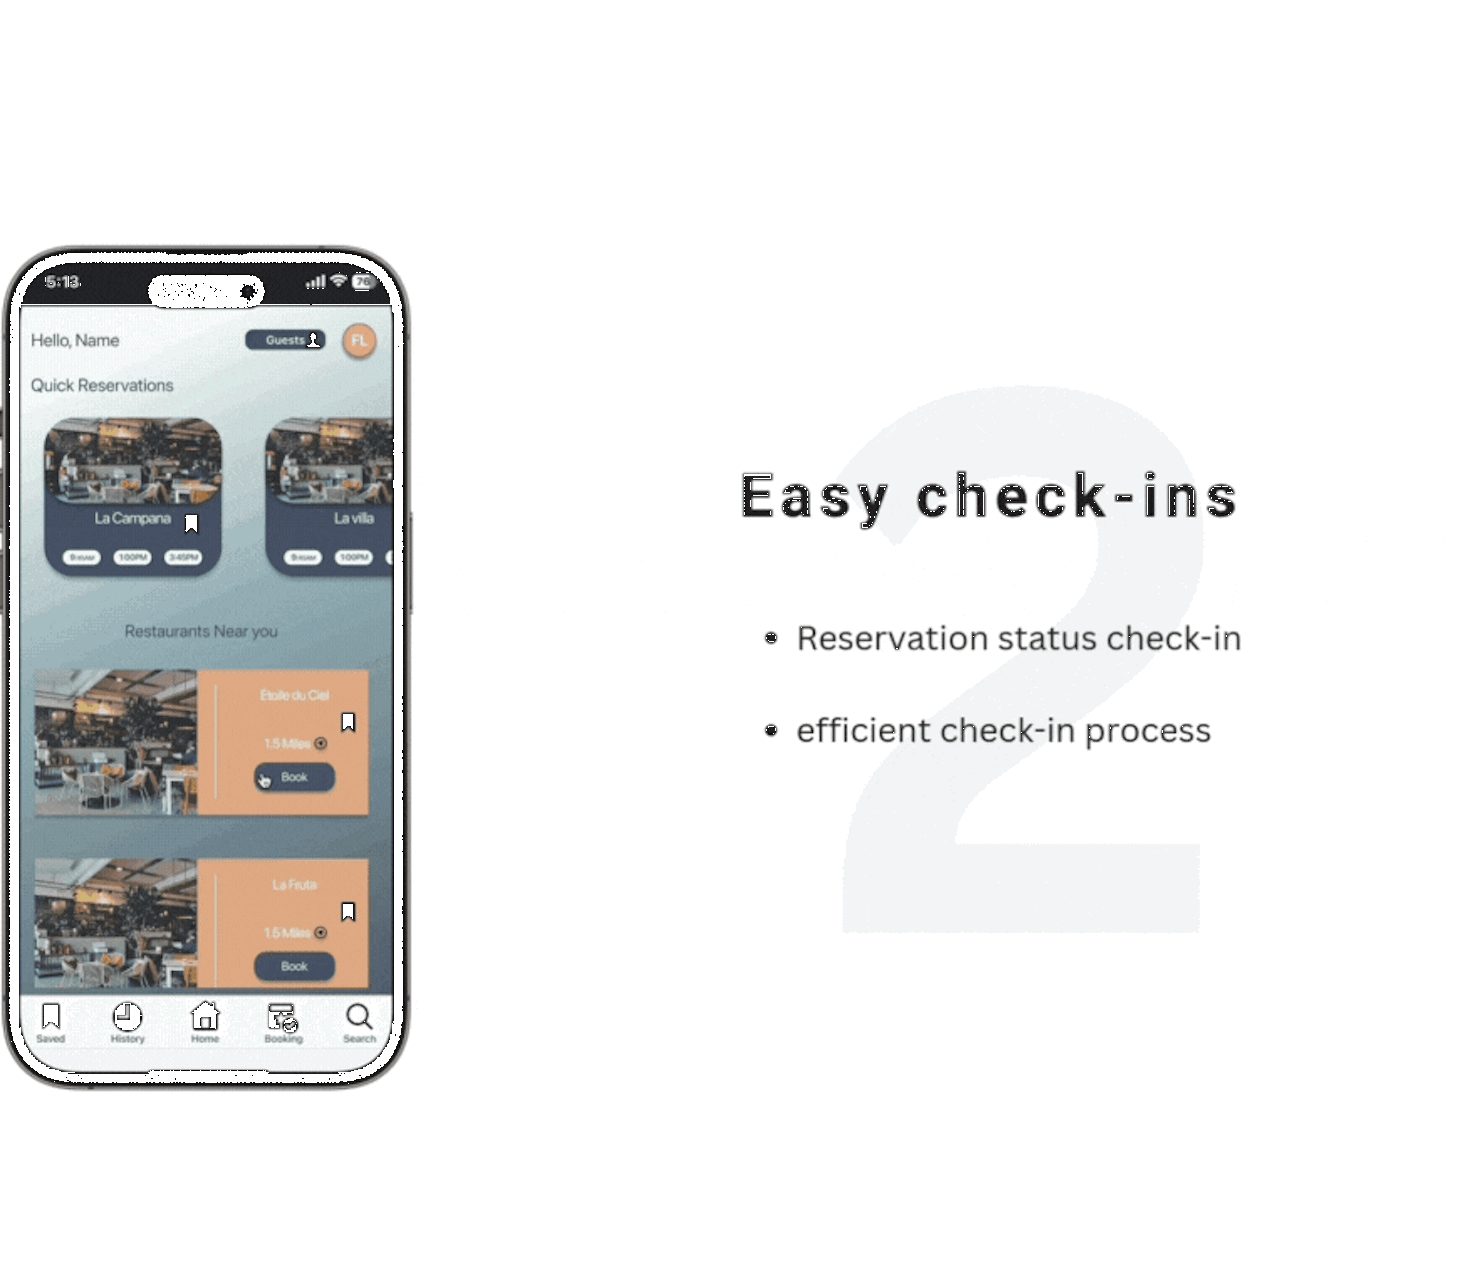 5:13
76
Hello, Name
Guests
FL
Quick Reservations
La Campana
La villa
9:45AM 1:00PM 3:45PM
9:45AM 1:00PM
Restaurants Near you
Étoile du Ciel
1.5 Miles
Book
La Fruta
1.5 Miles
Book
Saved History Home Booking Search
2
Easy check-ins
Reservation status check-in
efficient check-in process